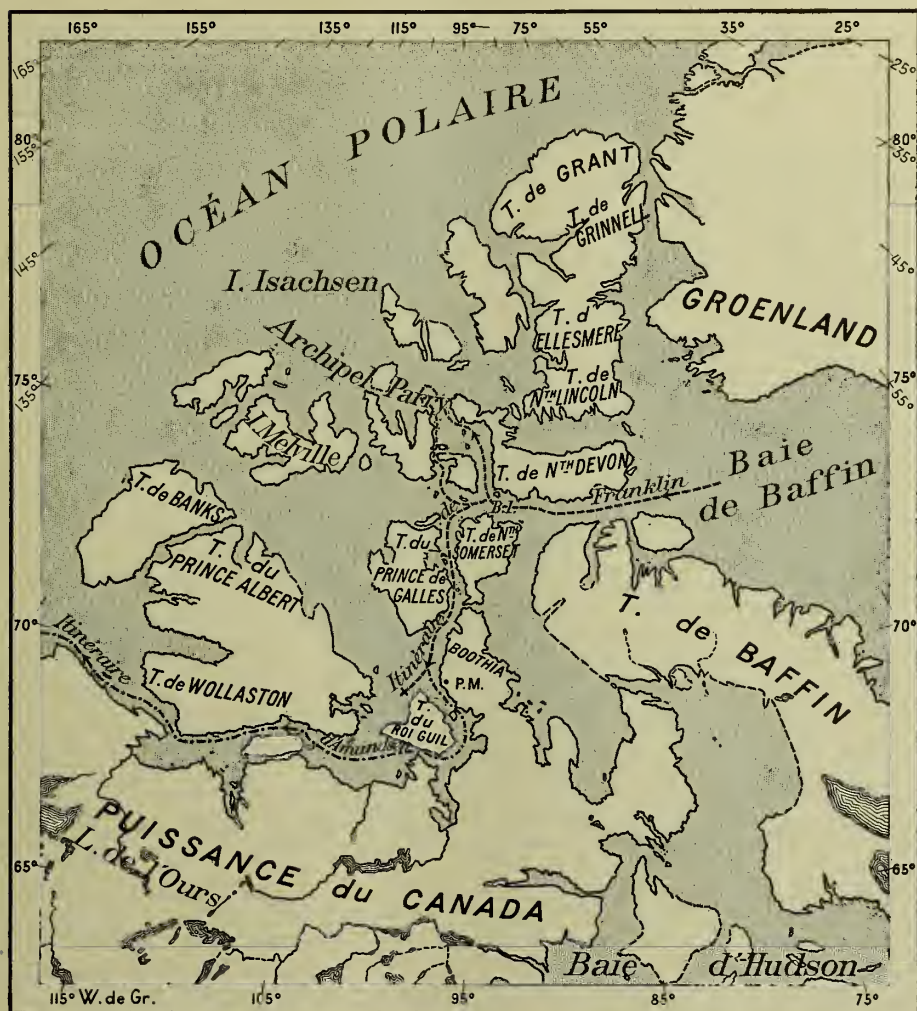 165° 155° 135° 115° 95° 75° 55° 35° 25°
165° 25°
OCÉAN POLAIRE
80° 80°
155° 35°
T. de GRANT
T. de
GRINNELL
145° 45°
I. Isachsen
GROENLAND
T. d
ELLESMERE
Archipel Parry
75° 75°
135° 55°
T. de
NTH LINCOLN
I. Melville
T. de NTH DEVON
Baie
de Baffin
Franklin
B.I.
de
T. de BANKS
T. de NTH
SOMERSET
T. du
PRINCE ALBERT
T. du
PRINCE de
GALLES
T. de BAFFIN
70° 70°
Itinéraire
Itinéraire
BOOTHIA
P.M.
T. de WOLLASTON
T.
du
ROI GUIL
d'Amundsen
PUISSANCE du CANADA
L. de l'Ours
65° 65°
Baie d'Hudson
115° W. de Gr. 105° 95° 85° 75°